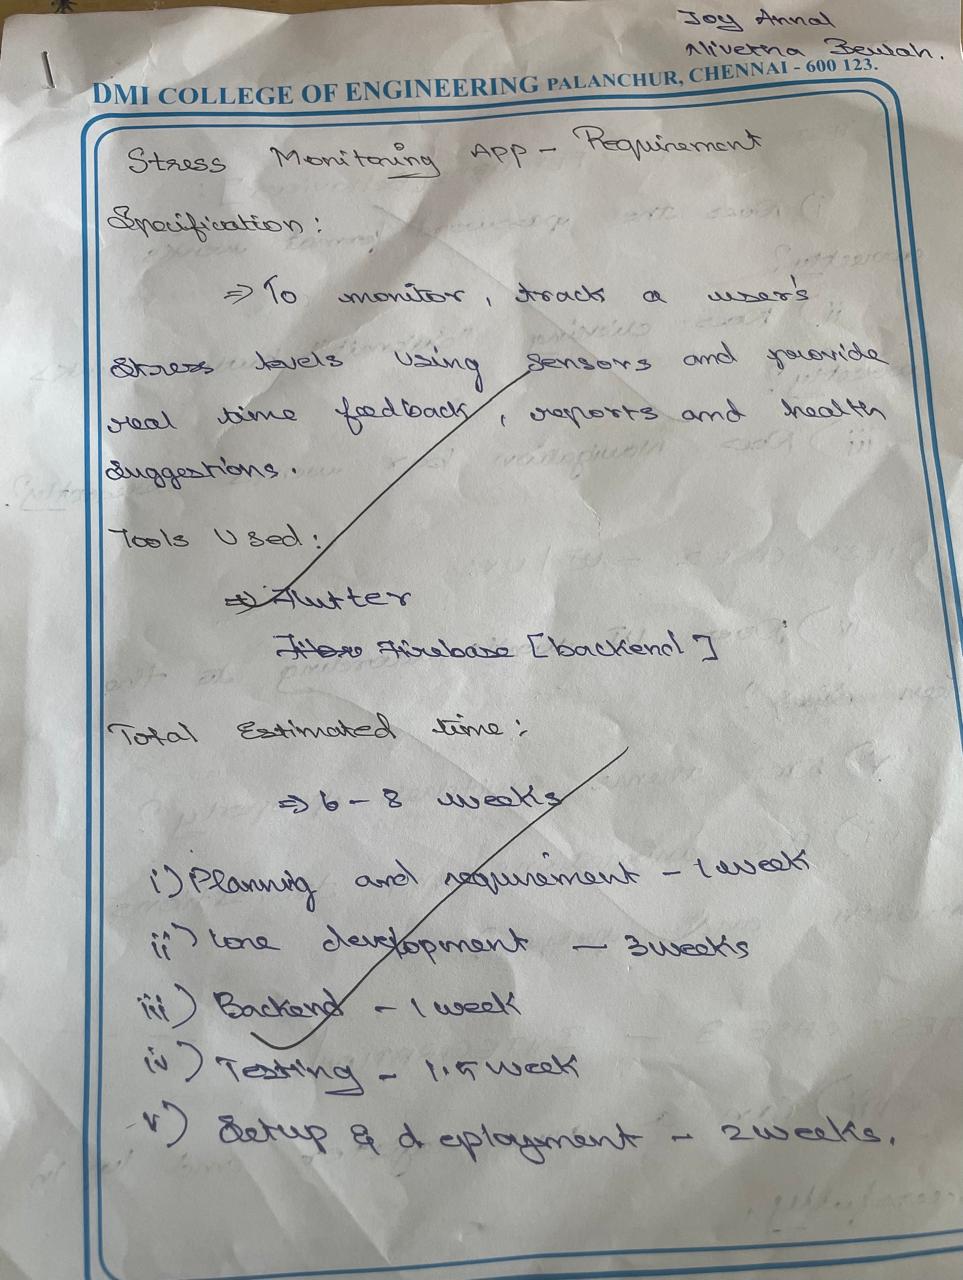 Joy Annal
Nivetha Beulah.
1
DMI COLLEGE OF ENGINEERING PALANCHUR, CHENNAI - 600 123.
Stress Monitoring App - Requirement
Specification:
⇒ To monitor, track a user's
stress levels using sensors and provide
real time feedback, reports and health
suggestions.
Tools Used:
⇒ Flutter
Firebase [backend]
Total Estimated time:
⇒ 6 - 8 weeks
i) Planning and requirement - 1 week
ii) Core development - 3 weeks
iii) Backend - 1 week
iv) Testing - 1.5 week
v) Setup & deployment - 2 weeks.